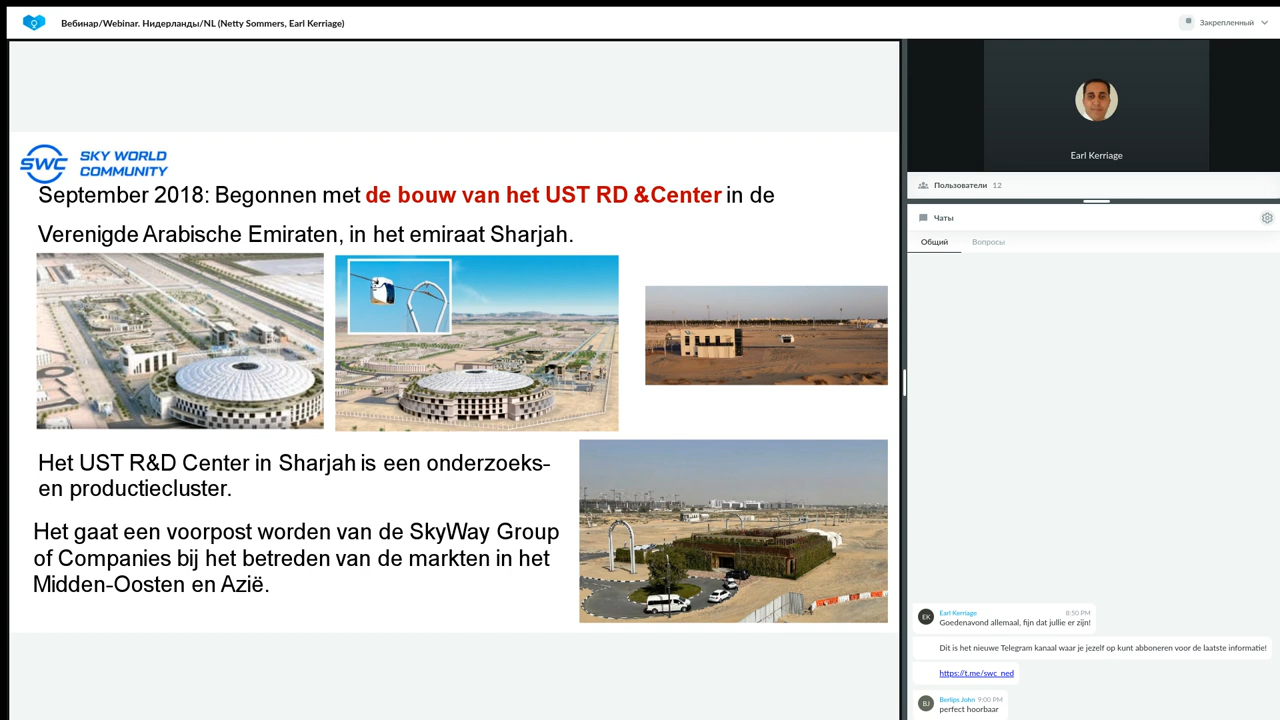 Вебинар/Webinar. Нидерланды/NL (Netty Sommers, Earl Kerriage)
Закрепленный
SWC SKY WORLD
COMMUNITY
September 2018: Begonnen met de bouw van het UST RD &Center in de
Verenigde Arabische Emiraten, in het emiraat Sharjah.
Het UST R&D Center in Sharjah is een onderzoeks-
en productiecluster.
Het gaat een voorpost worden van de SkyWay Group
of Companies bij het betreden van de markten in het
Midden-Oosten en Azië.
Earl Kerriage
Пользователи 12
Чаты
Общий Вопросы
EK Earl Kerriage 8:50 PM
Goedenavond allemaal, fijn dat jullie er zijn!
Dit is het nieuwe Telegram kanaal waar je jezelf op kunt abboneren voor de laatste informatie!
https://t.me/swc_ned
BJ Berlips John 9:00 PM
perfect hoorbaar